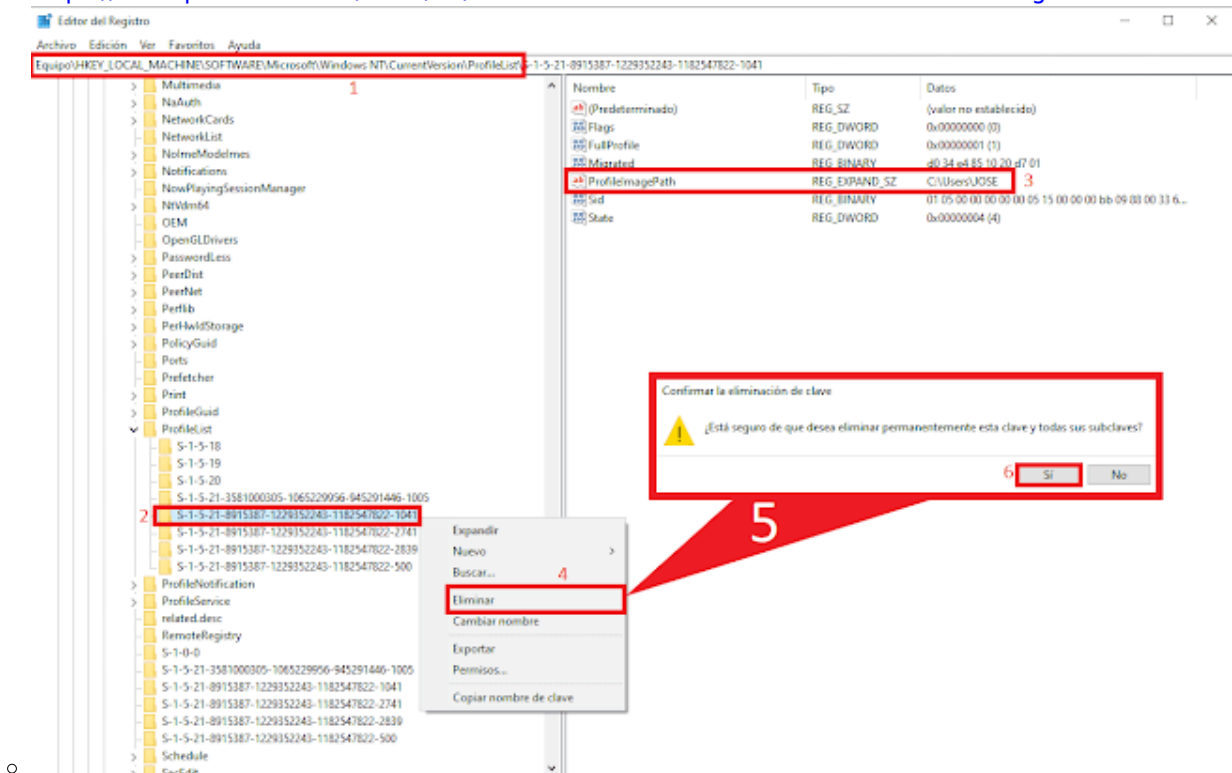 Editor del Registro
Archivo Edición Ver Favoritos Ayuda
Equipo\HKEY_LOCAL_MACHINE\SOFTWARE\Microsoft\Windows NT\CurrentVersion\ProfileList\S-1-5-21-8915387-1229352243-1182547822-1041
1
Multimedia
NaAuth
NetworkCards
NetworkList
NoImeModeImes
Notifications
NowPlayingSessionManager
NtVdm64
OEM
OpenGLDrivers
PasswordLess
PeerDist
PeerNet
Perflib
PerHwIdStorage
PolicyGuid
Ports
Prefetcher
Print
ProfileGuid
ProfileList
S-1-5-18
S-1-5-19
S-1-5-20
S-1-5-21-3581000305-1065229956-945291446-1005
2 S-1-5-21-8915387-1229352243-1182547822-1041
S-1-5-21-8915387-1229352243-1182547822-2741
S-1-5-21-8915387-1229352243-1182547822-2839
S-1-5-21-8915387-1229352243-1182547822-500
ProfileNotification
ProfileService
related.desc
RemoteRegistry
S-1-0-0
S-1-5-21-3581000305-1065229956-945291446-1005
S-1-5-21-8915387-1229352243-1182547822-1041
S-1-5-21-8915387-1229352243-1182547822-2741
S-1-5-21-8915387-1229352243-1182547822-2839
S-1-5-21-8915387-1229352243-1182547822-500
Schedule
Nombre Tipo Datos
(Predeterminado) REG_SZ (valor no establecido)
Flags REG_DWORD 0x00000000 (0)
FullProfile REG_DWORD 0x00000001 (1)
Migrated REG_BINARY d0 34 e4 85 10 20 d7 01
ProfileImagePath REG_EXPAND_SZ C:\Users\JOSE 3
Sid REG_BINARY 01 05 00 00 00 00 00 05 15 00 00 00 bb 09 88 00 33 6...
State REG_DWORD 0x00000004 (4)
Expandir
Nuevo
Buscar...
4
Eliminar
Cambiar nombre
Exportar
Permisos...
Copiar nombre de clave
5
Confirmar la eliminación de clave
¿Está seguro de que desea eliminar permanentemente esta clave y todas sus subclaves?
6 Sí No